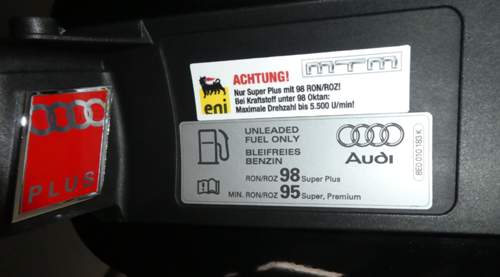 ACHTUNG!
Nur Super Plus mit 98 RON/ROZ!
Bei Kraftstoff unter 98 Oktan:
Maximale Drehzahl bis 5.500 U/min!
eni
mTm
PLUS
UNLEADED
FUEL ONLY
BLEIFREIES
BENZIN
RON/ROZ 98 Super Plus
MIN. RON/ROZ 95 Super, Premium
Audi
8E0 010 183 K